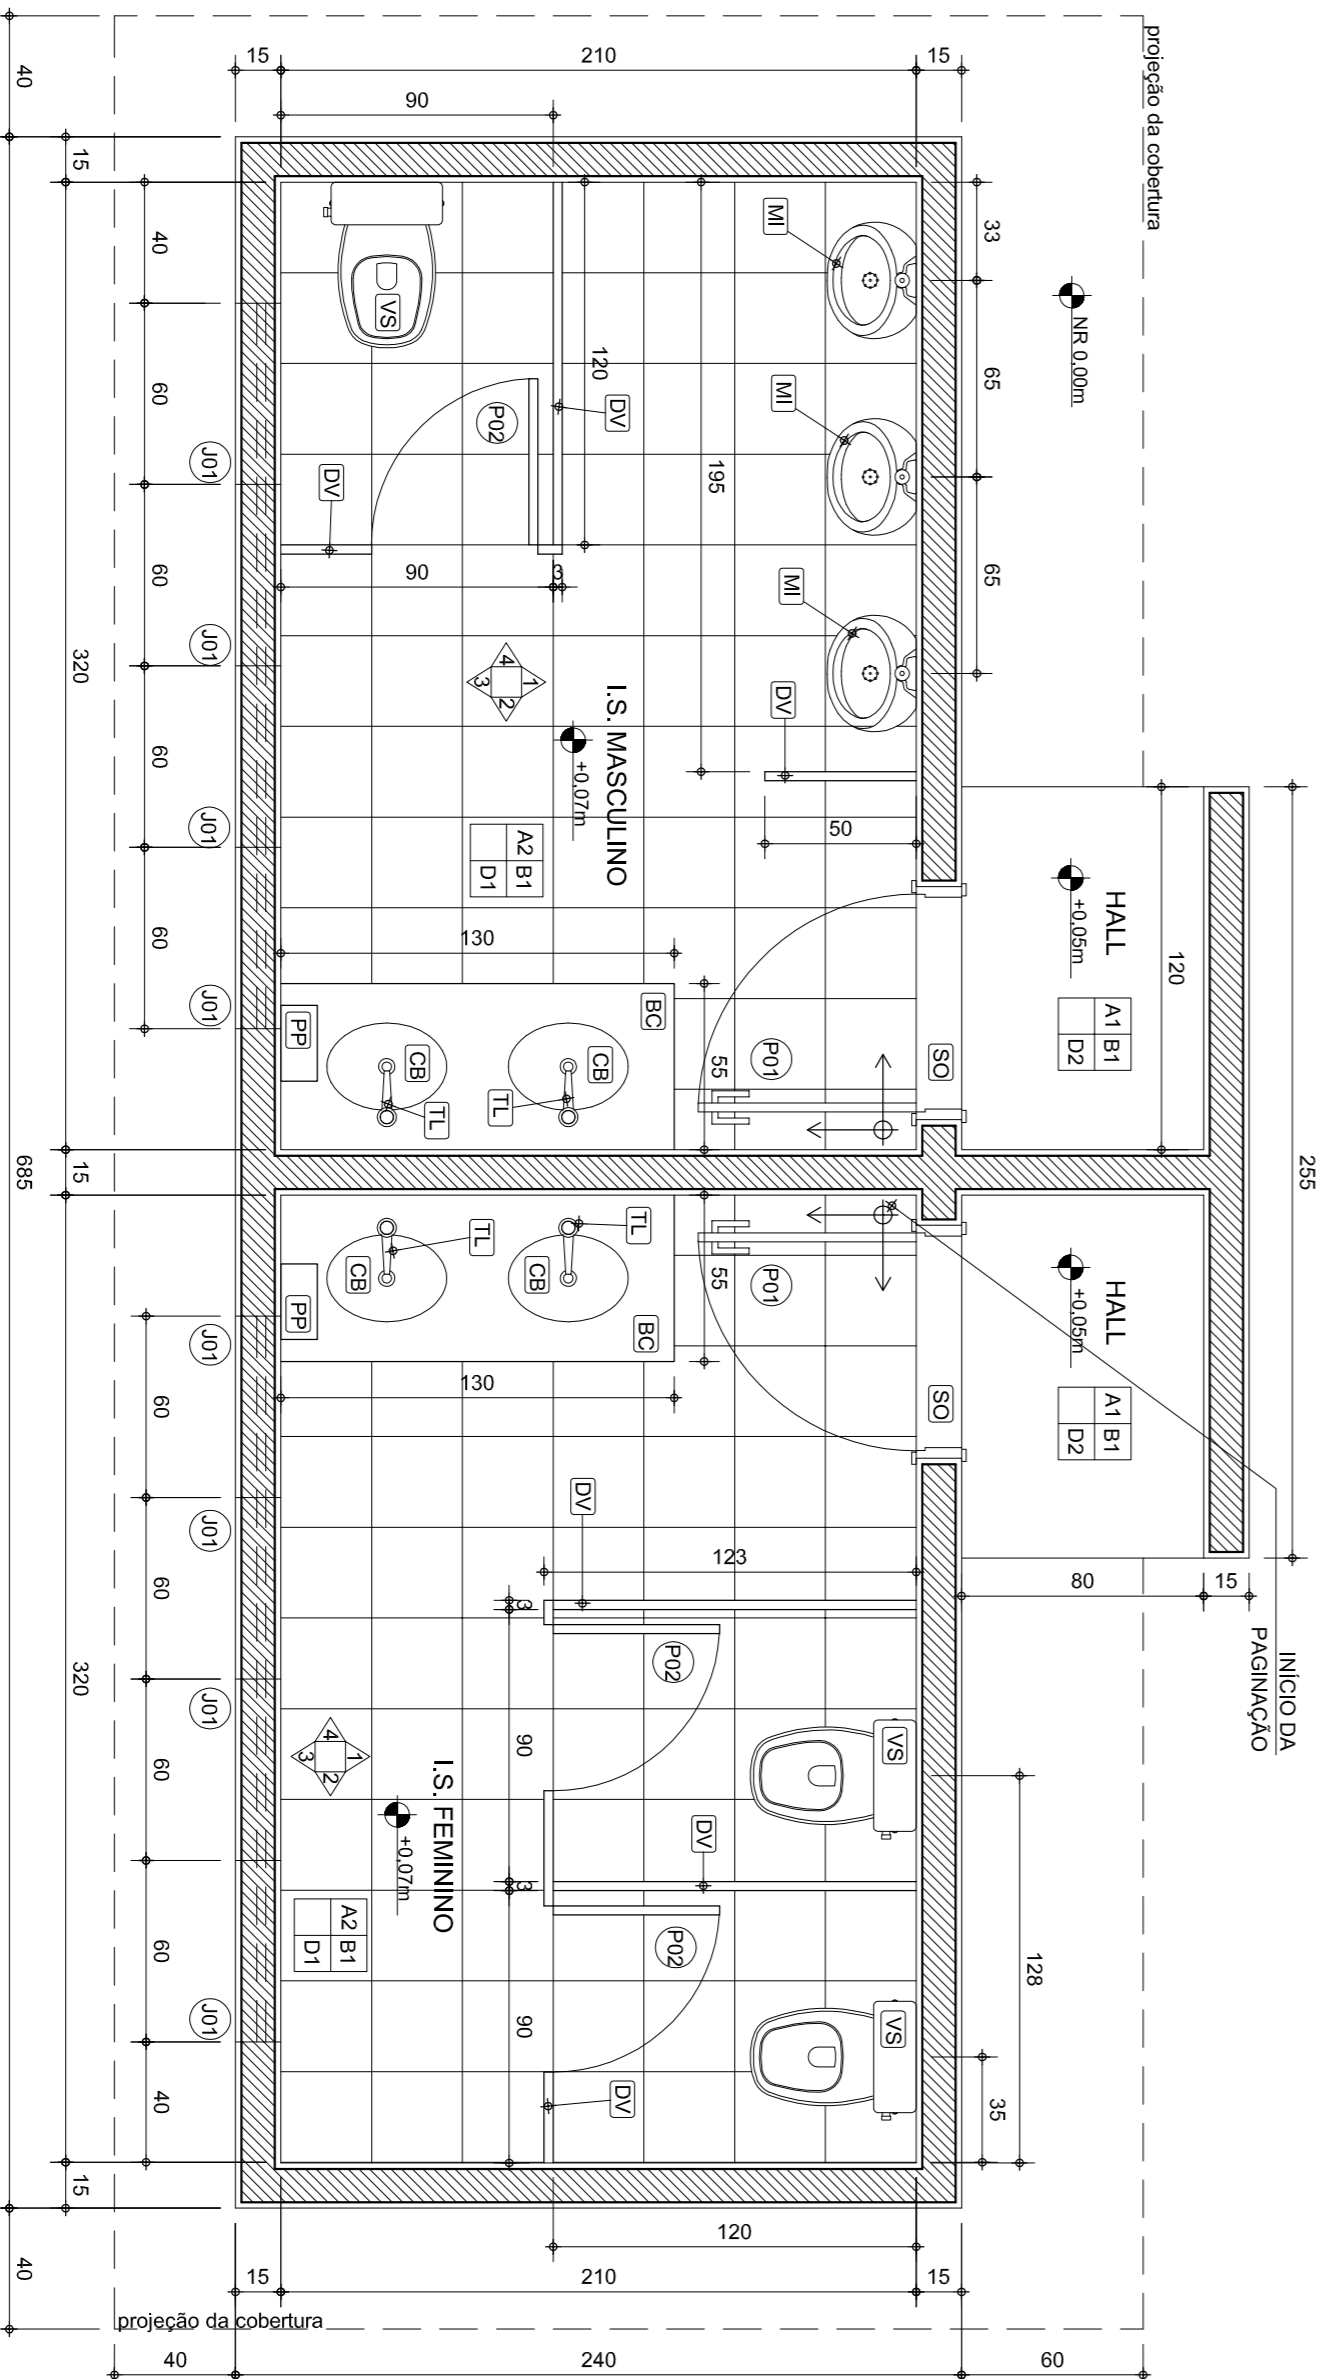 255
INÍCIO DA
PAGINAÇÃO
80
15
120
projeção da cobertura
NR 0,00m
HALL
+0,05m
A1 B1
D2
HALL
+0,05m
A1 B1
D2
128
33
65
65
35
15
210
15
90
SO
SO
VS
VS
MI
MI
MI
DV
50
P01
P01
195
55
55
DV
123
P02
P02
BC
BC
TL
I.S. MASCULINO
+0,07m
A2 B1
D1
1
2
3
4
DV
120
CB
CB
DV
DV
3
3
90
3
90
P02
TL
130
130
TL
TL
I.S. FEMININO
+0,07m
A2 B1
D1
1
2
3
4
90
CB
CB
VS
DV
PP
PP
J01
J01
J01
J01
J01
J01
J01
J01
40
60
60
60
60
60
60
60
60
40
15
320
15
320
15
40
685
40
120
15
210
15
projeção da cobertura
40
240
60